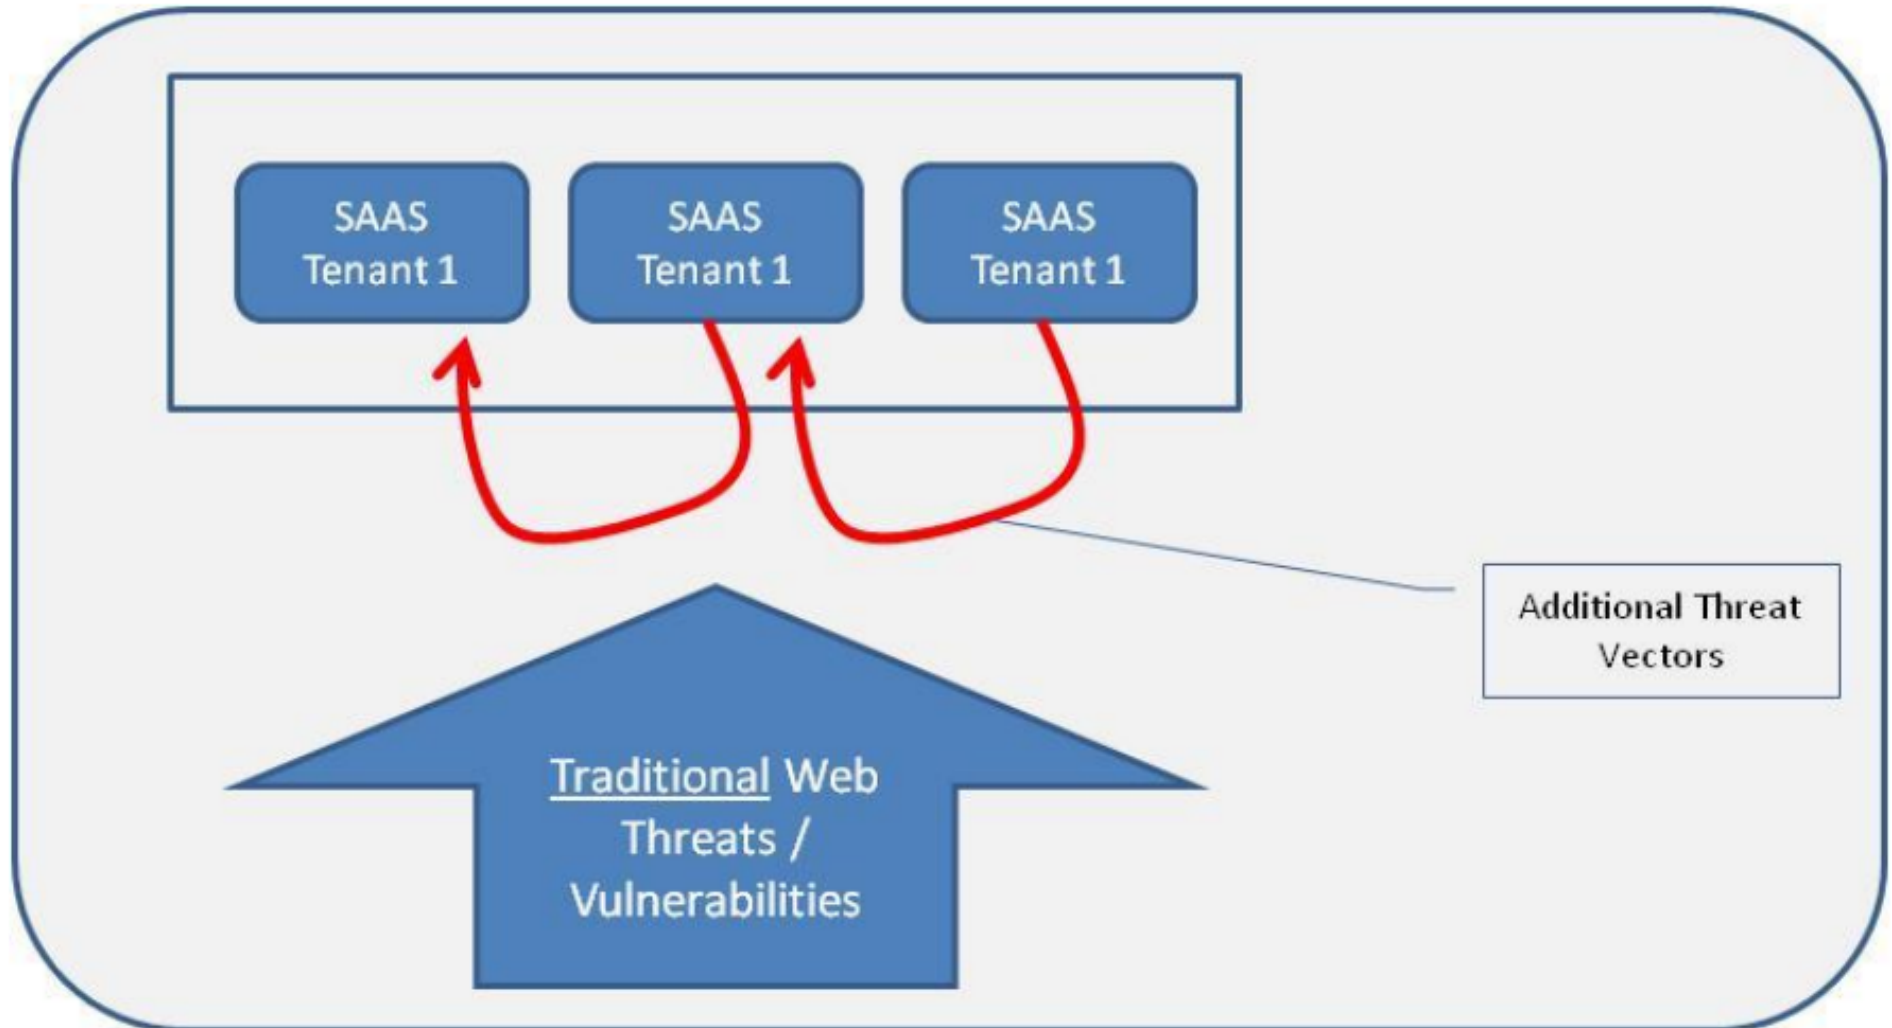 SAAS
Tenant 1
SAAS
Tenant 1
SAAS
Tenant 1
Additional Threat
Vectors
Traditional Web
Threats /
Vulnerabilities